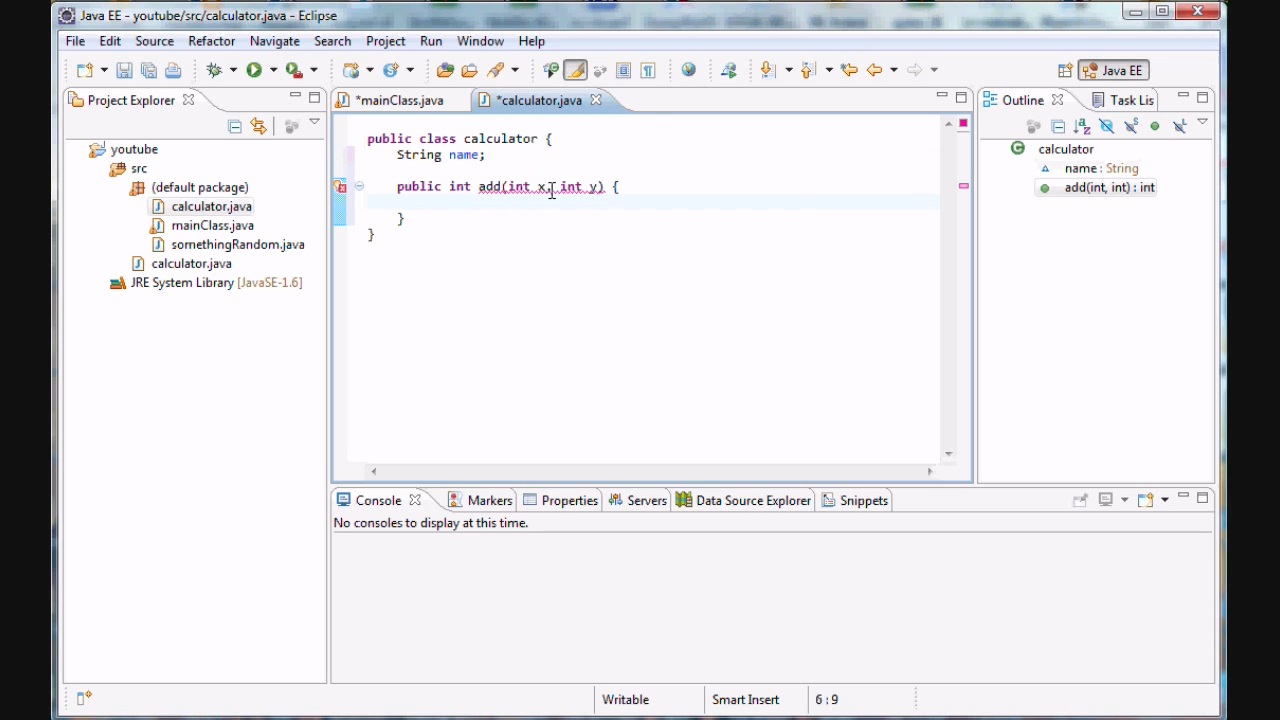 Java EE - youtube/src/calculator.java - Eclipse
File Edit Source Refactor Navigate Search Project Run Window Help
Java EE
Project Explorer
*mainClass.java
*calculator.java
Outline
Task Lis
youtube
src
(default package)
calculator.java
mainClass.java
somethingRandom.java
calculator.java
JRE System Library [JavaSE-1.6]
public class calculator {
String name;
public int add(int x, int y) {
}
}
calculator
name : String
add(int, int) : int
Console Markers Properties Servers Data Source Explorer Snippets
No consoles to display at this time.
Writable Smart Insert 6 : 9